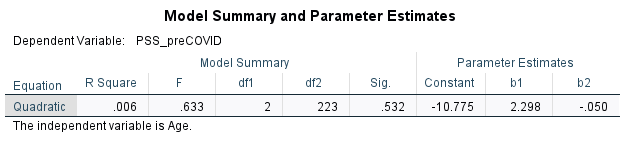 Model Summary and Parameter Estimates
Dependent Variable: PSS_preCOVID
Model Summary Parameter Estimates
Equation R Square F df1 df2 Sig. Constant b1 b2
Quadratic .006 .633 2 223 .532 -10.775 2.298 -.050
The independent variable is Age.